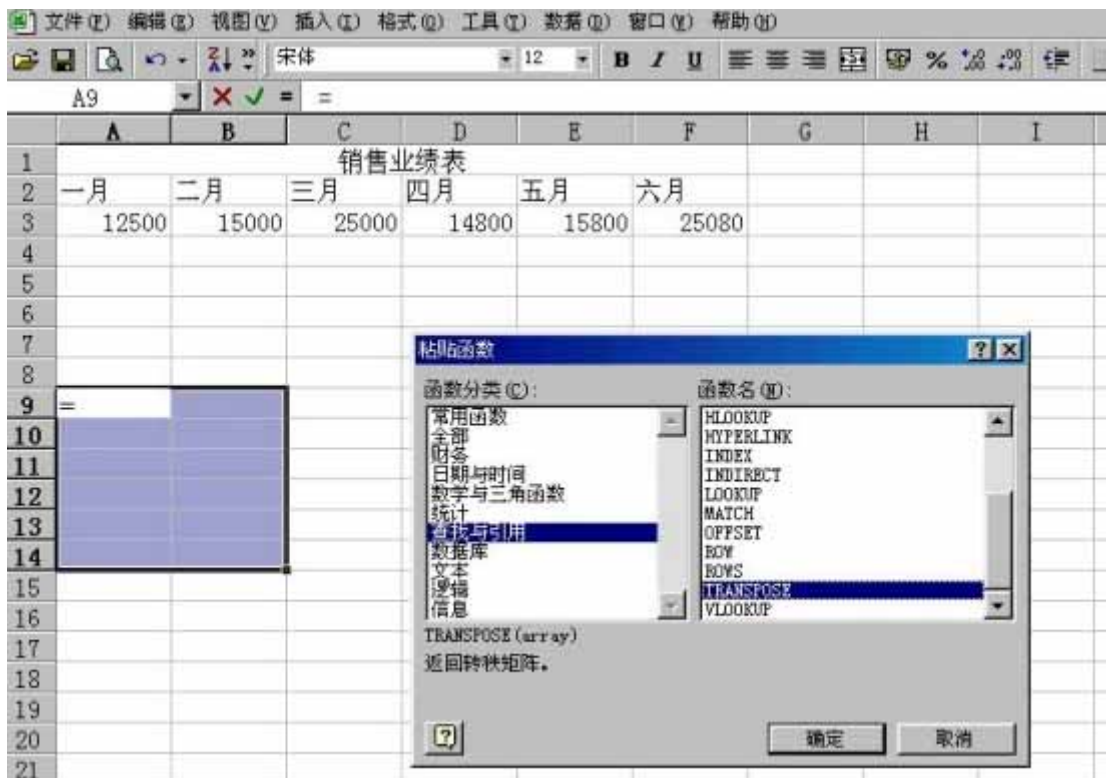 文件(F) 编辑(E) 视图(V) 插入(I) 格式(O) 工具(T) 数据(D) 窗口(W) 帮助(H)
宋体 12 B I U %
A9 = =
A B C D E F G H I
1 销售业绩表
2 一月 二月 三月 四月 五月 六月
3 12500 15000 25000 14800 15800 25080
4
5
6
7
8
9 =
10
11
12
13
14
15
16
17
18
19
20
21
粘贴函数
函数分类(C): 函数名(N):
常用函数 HLOOKUP
全部 HYPERLINK
财务 INDEX
日期与时间 INDIRECT
数学与三角函数 LOOKUP
统计 MATCH
查找与引用 OFFSET
数据库 ROW
文本 ROWS
逻辑 TRANSPOSE
信息 VLOOKUP
TRANSPOSE(array)
返回转秩矩阵。
确定 取消